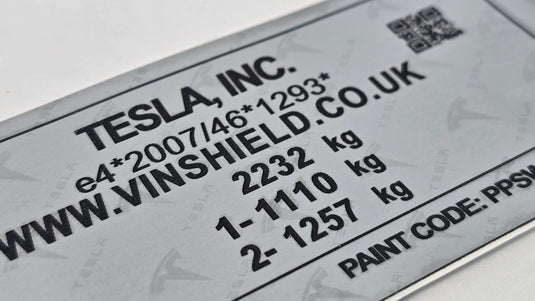 TESLA, INC.
e4*2007/46*1293*
WWW.VINSHIELD.CO.UK
2232 kg
1- 1110 kg
2- 1257 kg
PAINT CODE: PPSW